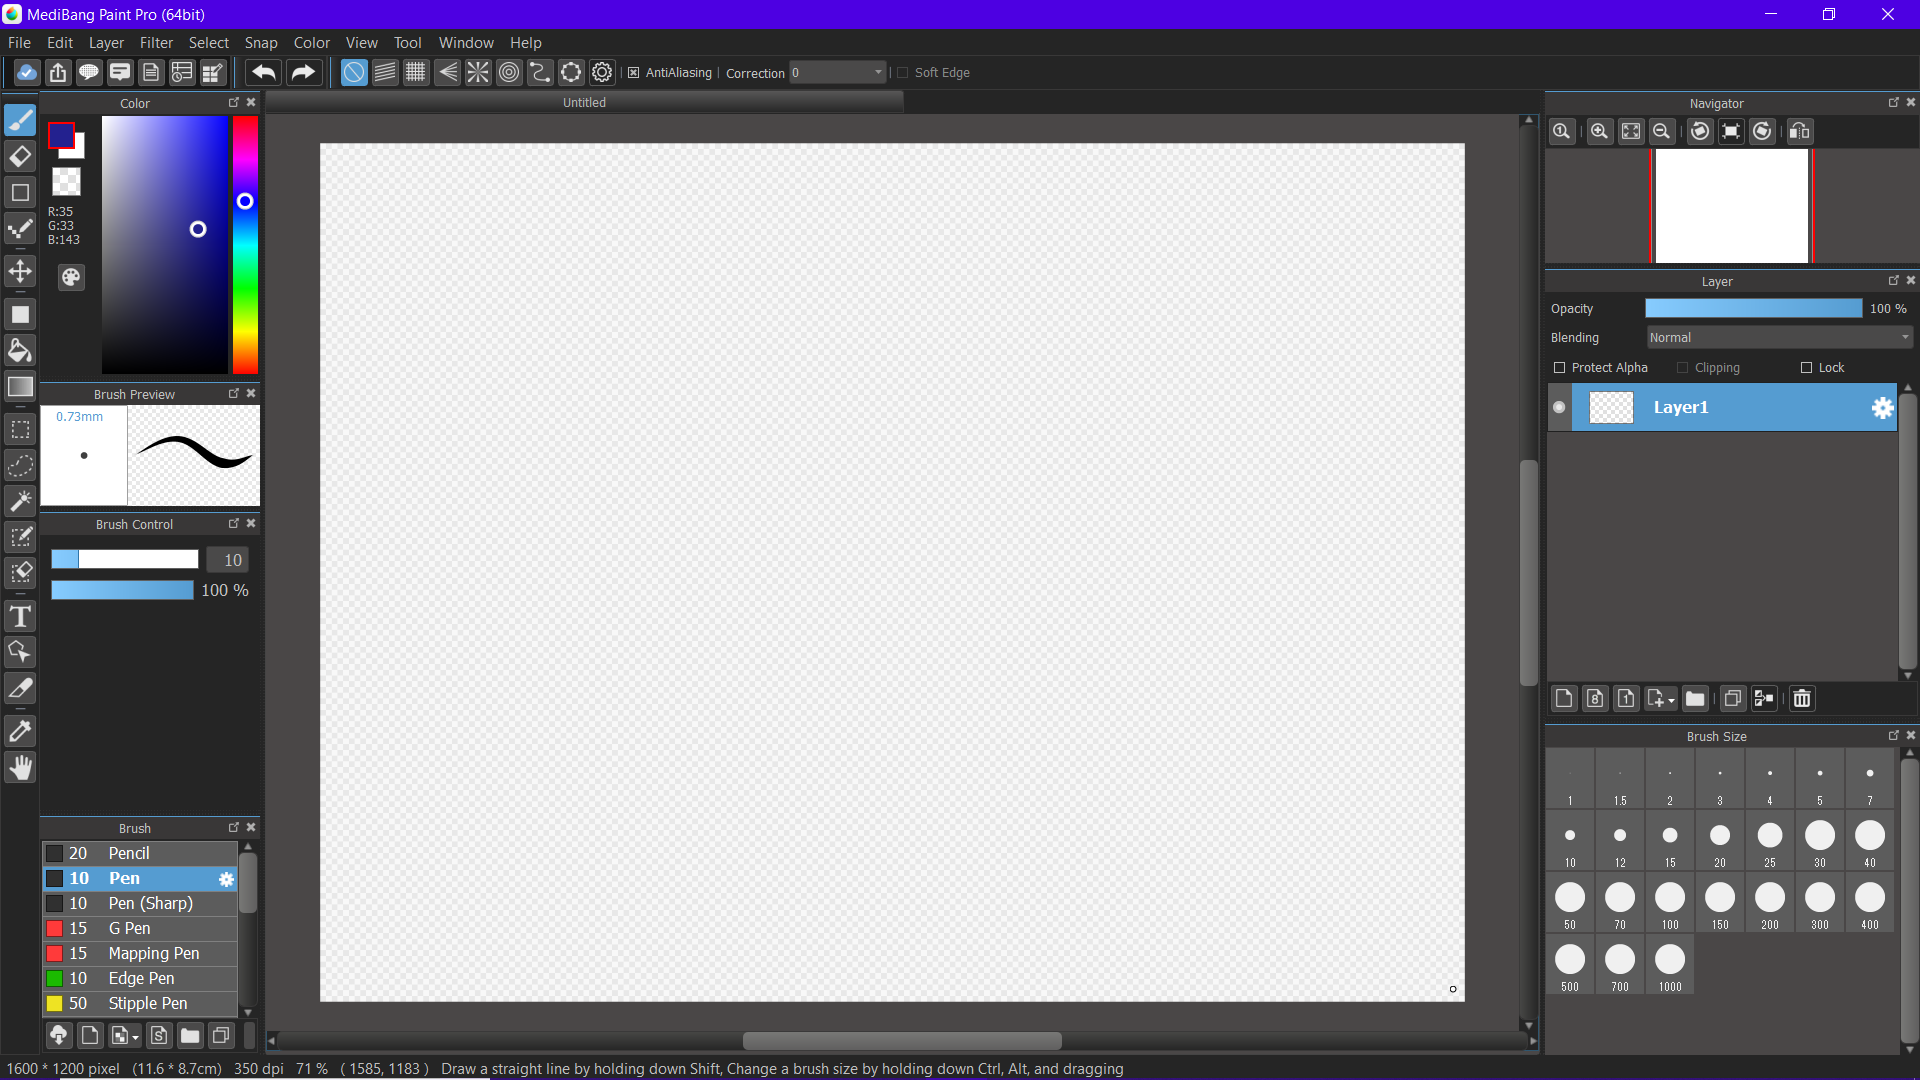 MediBang Paint Pro (64bit)
File Edit Layer Filter Select Snap Color View Tool Window Help
AntiAliasing Correction 0 Soft Edge
Color
R:35
G:33
B:143
Brush Preview
0.73mm
Brush Control
10
100 %
Brush
20 Pencil
10 Pen
10 Pen (Sharp)
15 G Pen
15 Mapping Pen
10 Edge Pen
50 Stipple Pen
Untitled
Navigator
Layer
Opacity 100 %
Blending Normal
Protect Alpha Clipping Lock
Layer1
8 1
Brush Size
1 1.5 2 3 4 5 7
10 12 15 20 25 30 40
50 70 100 150 200 300 400
500 700 1000
1600 * 1200 pixel (11.6 * 8.7cm) 350 dpi 71 % ( 1585, 1183 ) Draw a straight line by holding down Shift, Change a brush size by holding down Ctrl, Alt, and dragging